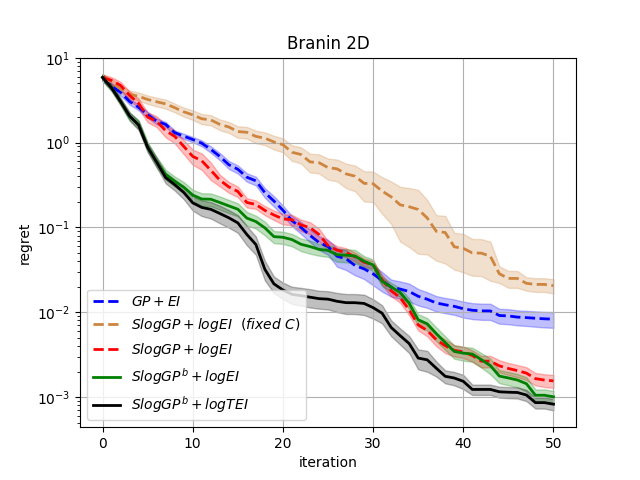 Branin 2D
regret
10^1
10^0
10^-1
10^-2
10^-3
GP + EI
SlogGP + logEI (fixed C)
SlogGP + logEI
SlogGP^b + logEI
SlogGP^b + logTEI
0 10 20 30 40 50
iteration